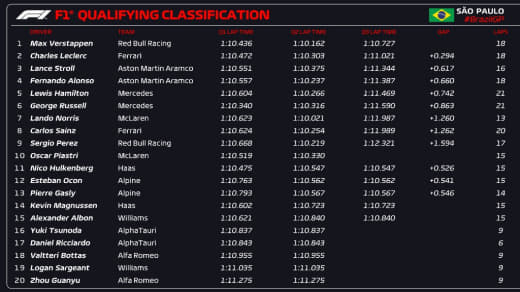 F1 QUALIFYING CLASSIFICATION
SÃO PAULO
#BrazilGP
DRIVER TEAM Q1 LAP TIME Q2 LAP TIME Q3 LAP TIME GAP LAPS
1 Max Verstappen Red Bull Racing 1:10.436 1:10.162 1:10.727 18
2 Charles Leclerc Ferrari 1:10.472 1:10.303 1:11.021 +0.294 18
3 Lance Stroll Aston Martin Aramco 1:10.551 1:10.375 1:11.344 +0.617 16
4 Fernando Alonso Aston Martin Aramco 1:10.557 1:10.237 1:11.387 +0.660 18
5 Lewis Hamilton Mercedes 1:10.604 1:10.266 1:11.469 +0.742 21
6 George Russell Mercedes 1:10.340 1:10.316 1:11.590 +0.863 21
7 Lando Norris McLaren 1:10.623 1:10.021 1:11.987 +1.260 13
8 Carlos Sainz Ferrari 1:10.624 1:10.254 1:11.989 +1.262 20
9 Sergio Perez Red Bull Racing 1:10.668 1:10.219 1:12.321 +1.594 17
10 Oscar Piastri McLaren 1:10.519 1:10.330 15
11 Nico Hulkenberg Haas 1:10.475 1:10.547 1:10.547 +0.526 15
12 Esteban Ocon Alpine 1:10.763 1:10.562 1:10.562 +0.541 15
13 Pierre Gasly Alpine 1:10.793 1:10.567 1:10.567 +0.546 14
14 Kevin Magnussen Haas 1:10.602 1:10.723 1:10.723 15
15 Alexander Albon Williams 1:10.621 1:10.840 1:10.840 15
16 Yuki Tsunoda AlphaTauri 1:10.837 1:10.837 9
17 Daniel Ricciardo AlphaTauri 1:10.843 1:10.843 6
18 Valtteri Bottas Alfa Romeo 1:10.955 1:10.955 9
19 Logan Sargeant Williams 1:11.035 1:11.035 9
20 Zhou Guanyu Alfa Romeo 1:11.275 1:11.275 9